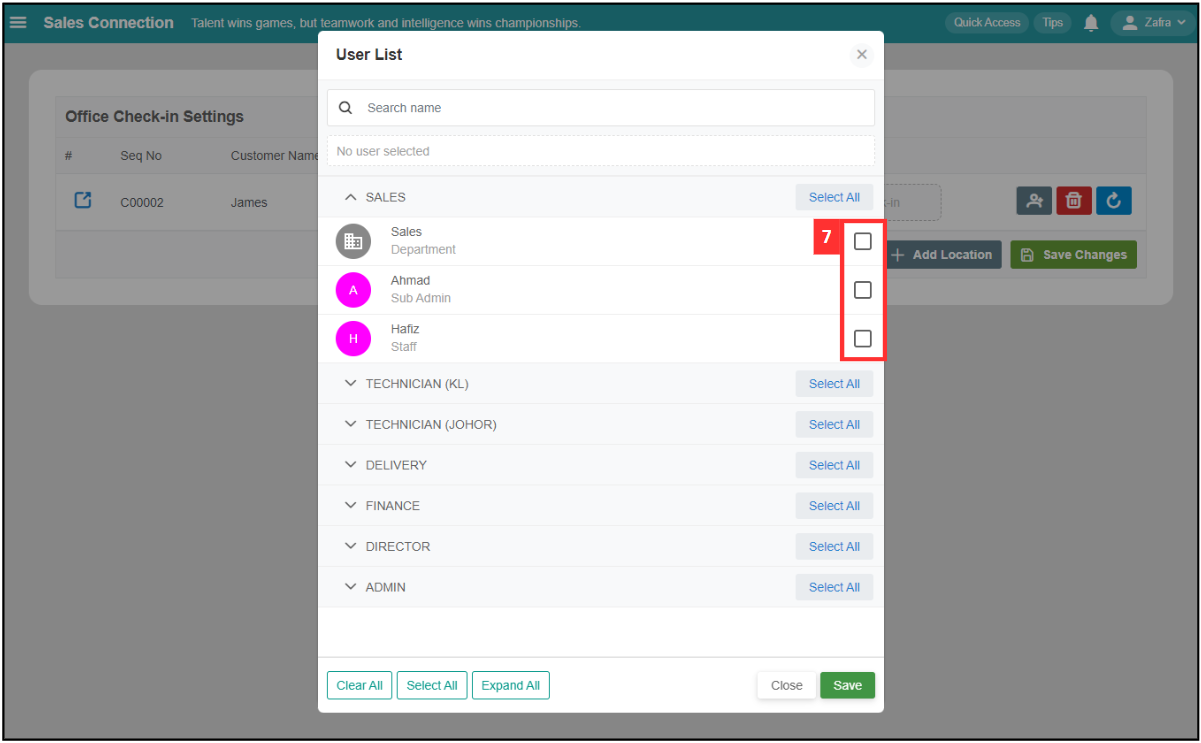 Sales Connection Talent wins games, but teamwork and intelligence wins championships. Quick Access Tips Zafra
User List
Search name
No user selected
Office Check-in Settings
# Seq No Customer Name
C00002 James -in
Add Location Save Changes
SALES Select All
Sales
Department
7
A Ahmad
Sub Admin
H Hafiz
Staff
TECHNICIAN (KL) Select All
TECHNICIAN (JOHOR) Select All
DELIVERY Select All
FINANCE Select All
DIRECTOR Select All
ADMIN Select All
Clear All Select All Expand All Close Save